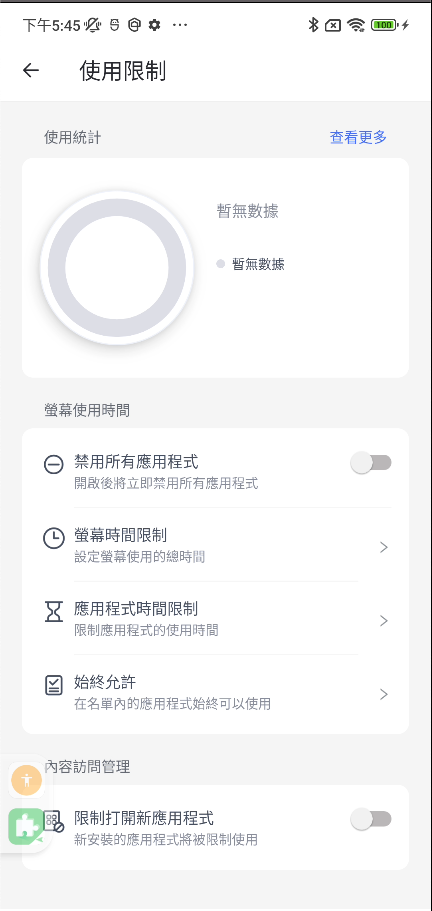 下午5:45 ··· 100
使用限制
使用統計 查看更多
暫無數據
暫無數據
螢幕使用時間
禁用所有應用程式
開啟後將立即禁用所有應用程式
螢幕時間限制
設定螢幕使用的總時間
應用程式時間限制
限制應用程式的使用時間
始終允許
在名單內的應用程式始終可以使用
內容訪問管理
限制打開新應用程式
新安裝的應用程式將被限制使用